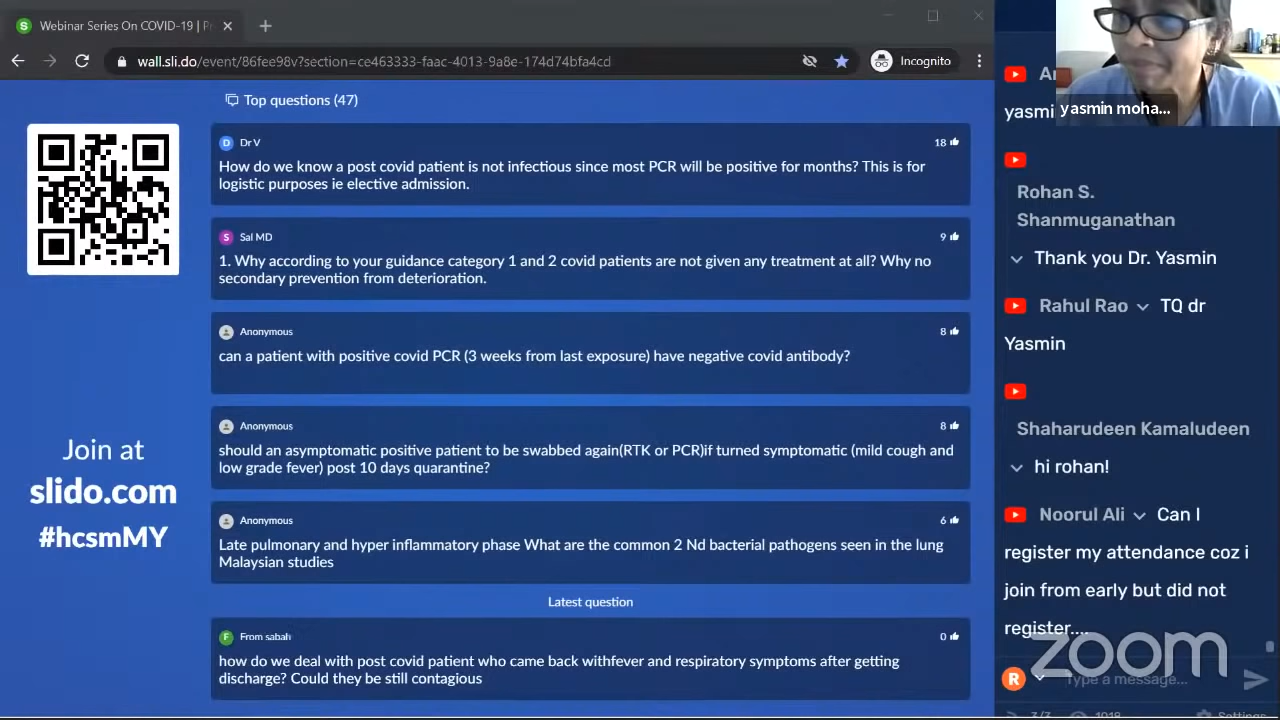 Webinar Series On COVID-19 | P
wall.sli.do/event/86fee98v?section=ce463333-faac-4013-9a8e-174d74bfa4cd
Incognito
Top questions (47)
Dr V
18
How do we know a post covid patient is not infectious since most PCR will be positive for months? This is for
logistic purposes ie elective admission.
Sal MD
9
1. Why according to your guidance category 1 and 2 covid patients are not given any treatment at all? Why no
secondary prevention from deterioration.
Anonymous
8
can a patient with positive covid PCR (3 weeks from last exposure) have negative covid antibody?
Anonymous
8
should an asymptomatic positive patient to be swabbed again(RTK or PCR)if turned symptomatic (mild cough and
low grade fever) post 10 days quarantine?
Anonymous
6
Late pulmonary and hyper inflammatory phase What are the common 2 Nd bacterial pathogens seen in the lung
Malaysian studies
Latest question
From sabah
0
how do we deal with post covid patient who came back withfever and respiratory symptoms after getting
discharge? Could they be still contagious
Join at
slido.com
#hcsmMY
yasmin moha...
yasmi
Rohan S.
Shanmuganathan
Thank you Dr. Yasmin
Rahul Rao TQ dr
Yasmin
Shaharudeen Kamaludeen
hi rohan!
Noorul Ali Can I
register my attendance coz i
join from early but did not
register....
zoom
R
Type a message...